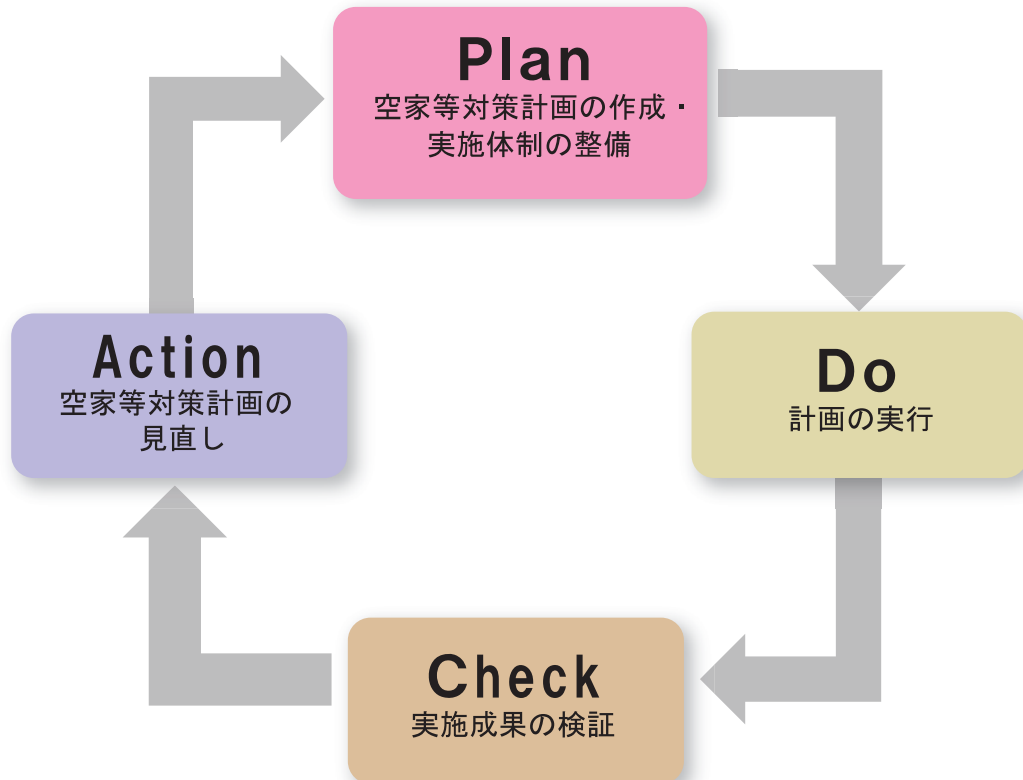 Plan
空家等対策計画の作成・
実施体制の整備
Do
計画の実行
Check
実施成果の検証
Action
空家等対策計画の
見直し